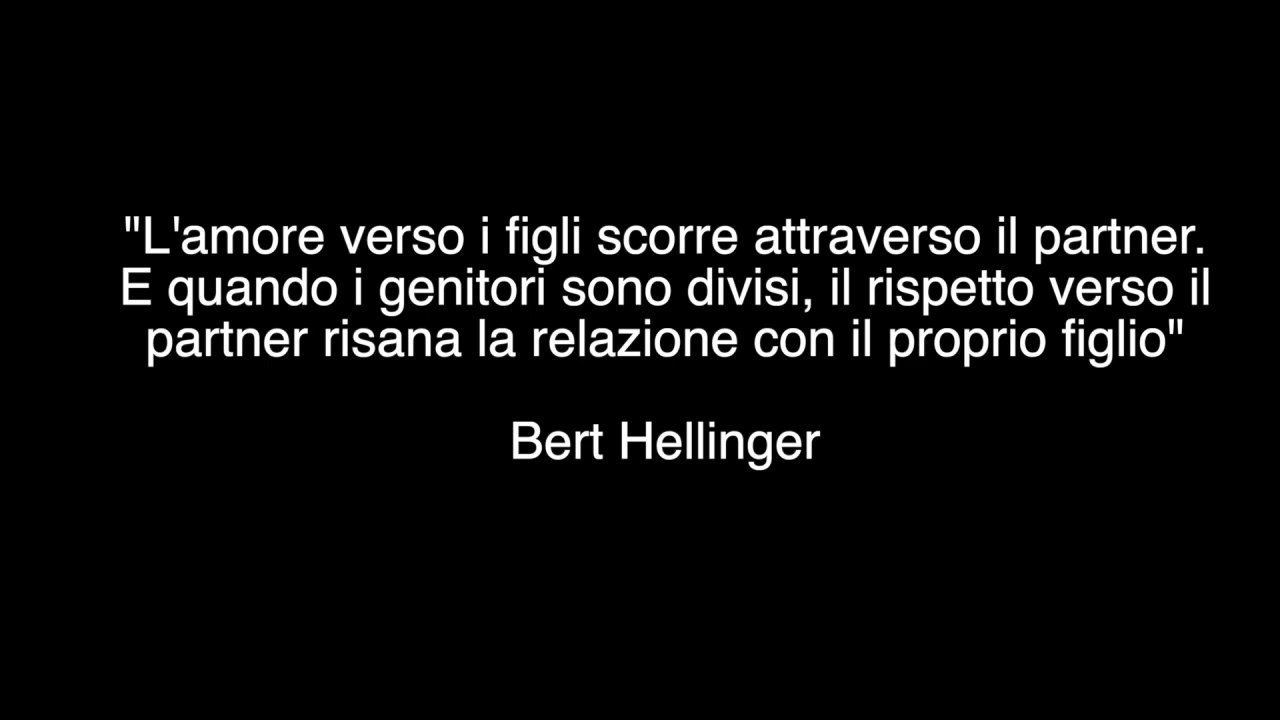 "L'amore verso i figli scorre attraverso il partner.
E quando i genitori sono divisi, il rispetto verso il
partner risana la relazione con il proprio figlio"
Bert Hellinger